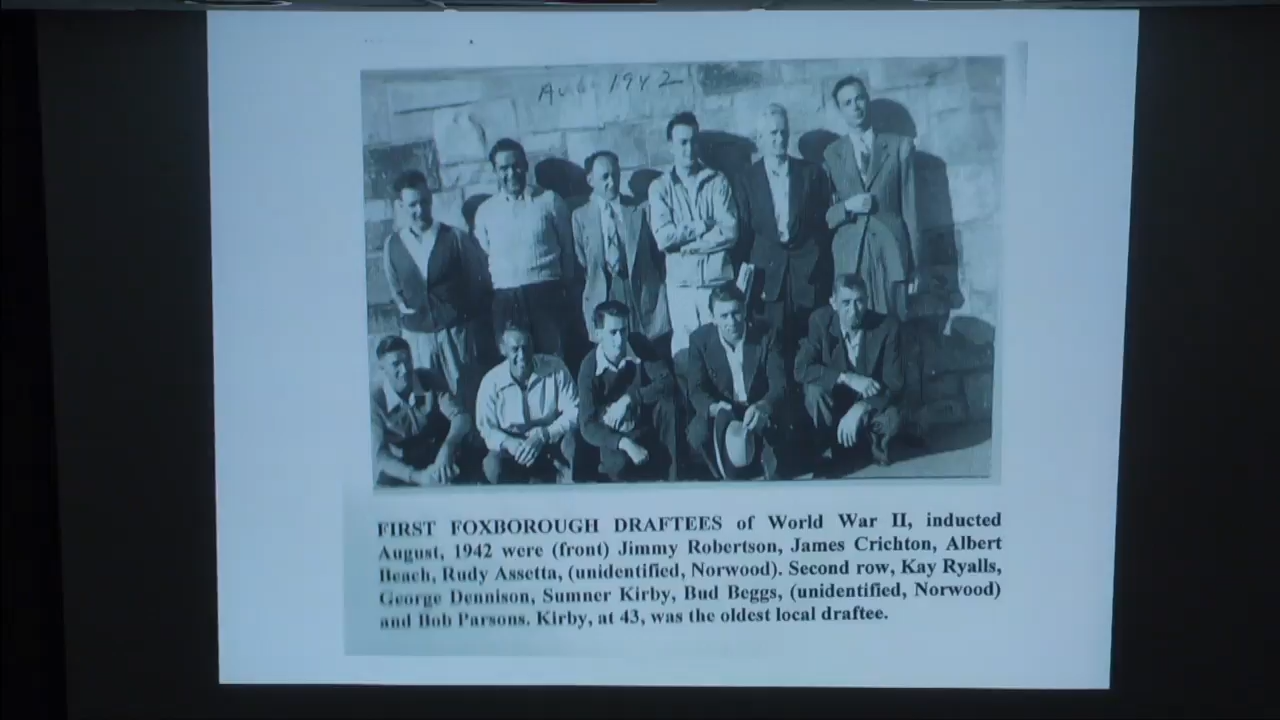 AUG 1942
FIRST FOXBOROUGH DRAFTEES of World War II, inducted
August, 1942 were (front) Jimmy Robertson, James Crichton, Albert
Beach, Rudy Assetta, (unidentified, Norwood). Second row, Kay Ryalls,
George Dennison, Sumner Kirby, Bud Beggs, (unidentified, Norwood)
and Bob Parsons. Kirby, at 43, was the oldest local draftee.